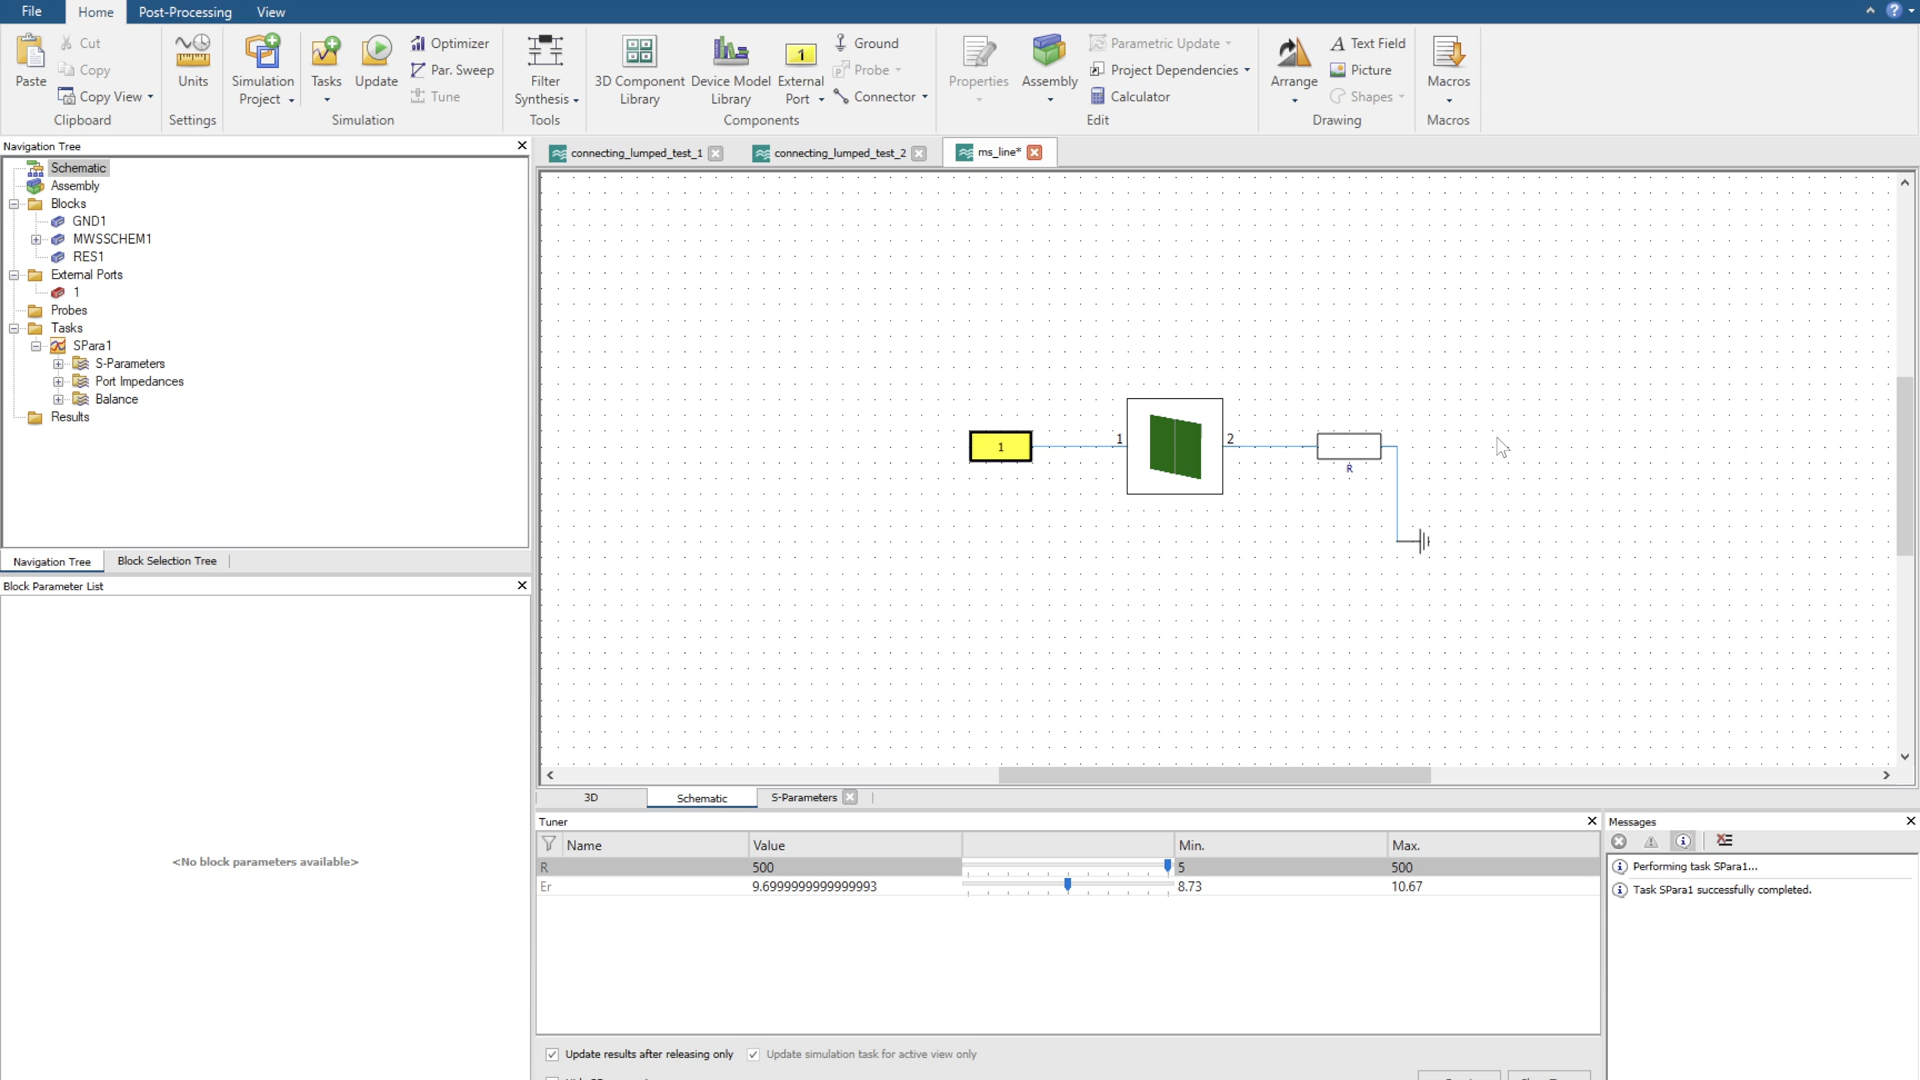 File Home Post-Processing View
Paste Cut Copy Copy View Clipboard
Units Settings
Simulation Project Tasks Update Optimizer Par. Sweep Tune Simulation
Filter Synthesis Tools
3D Component Library Device Model Library External Port Ground Probe Connector Components
1
Properties Assembly Parametric Update Project Dependencies Calculator Edit
Arrange Text Field Picture Shapes Drawing
Macros Macros
Navigation Tree
Schematic
Assembly
Blocks
GND1
MWSSCHEM1
RES1
External Ports
1
Probes
Tasks
SPara1
S-Parameters
Port Impedances
Balance
Results
Navigation Tree Block Selection Tree
Block Parameter List
<No block parameters available>
connecting_lumped_test_1 connecting_lumped_test_2 ms_line*
1 1 2 R
3D Schematic S-Parameters
Tuner
Name Value Min. Max.
R 500 5 500
Er 9.6999999999999993 8.73 10.67
Update results after releasing only Update simulation task for active view only
Messages
Performing task SPara1...
Task SPara1 successfully completed.